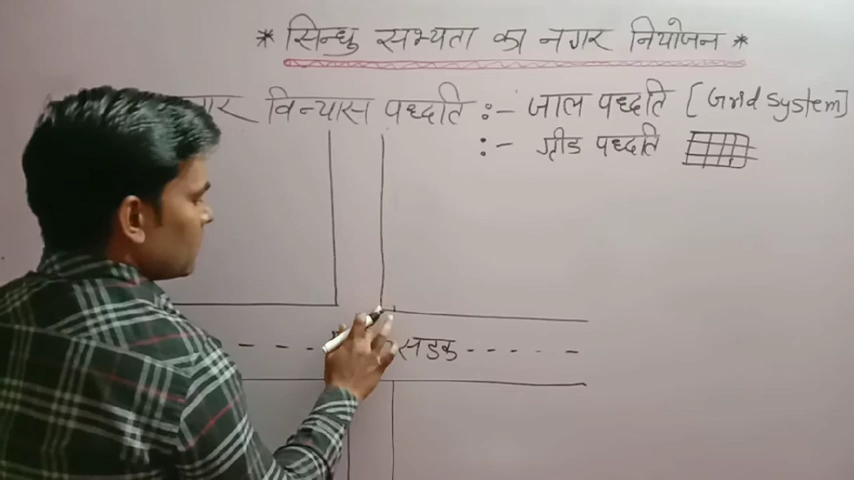 * सिन्धु सभ्यता का नगर नियोजन *
विन्यास पध्दति :- जाल पध्दति [Grid System]
:- ग्रीड पध्दति
सडक